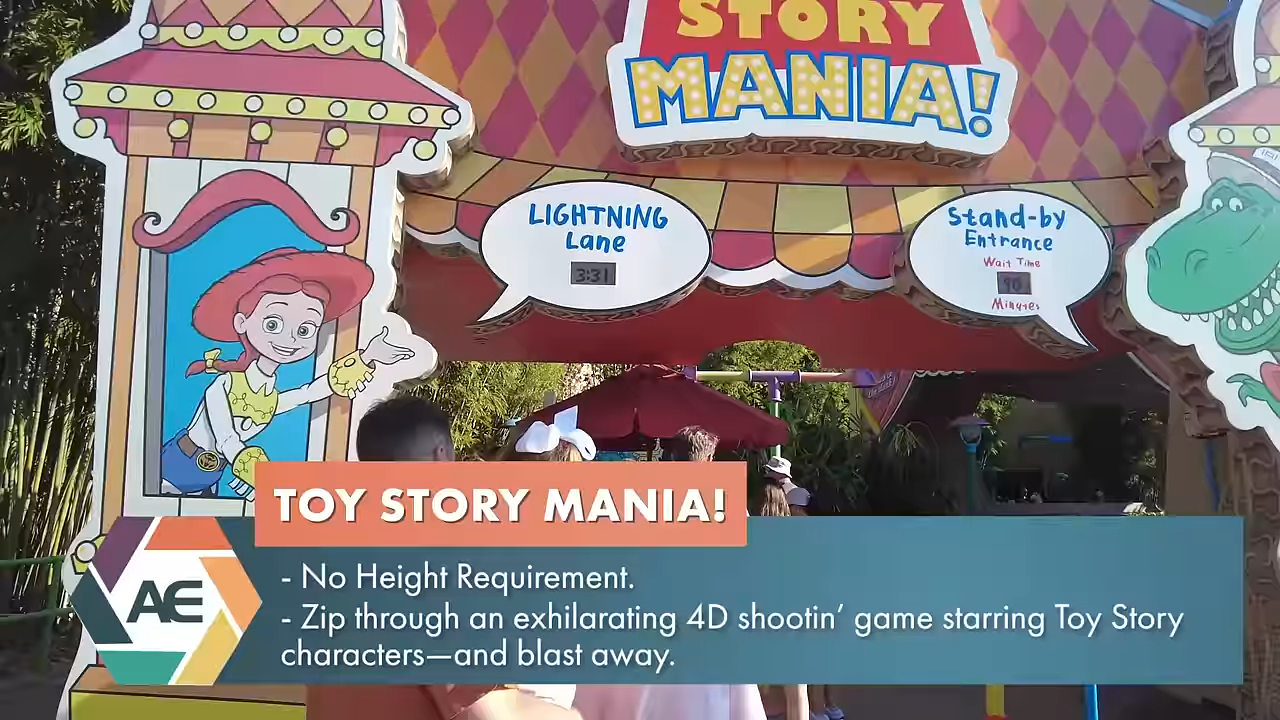 STORY
MANIA!
LIGHTNING
Lane
3:31
Stand-by
Entrance
Wait Time
90
Minutes
TOY STORY MANIA!
- No Height Requirement.
- Zip through an exhilarating 4D shootin’ game starring Toy Story
characters—and blast away.
AE